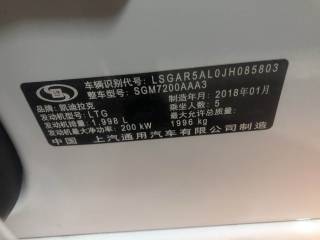 车辆识别代号: LSGAR5AL0JH085803
整车型号: SGM7200AAA3
品牌: 凯迪拉克 制造年月: 2018年01月
发动机型号: LTG 乘坐人数: 5
发动机排量: 1.998 L 最大允许总质量:
发动机最大净功率: 200 kW 1996 kg
中国 上汽通用汽车有限公司制造